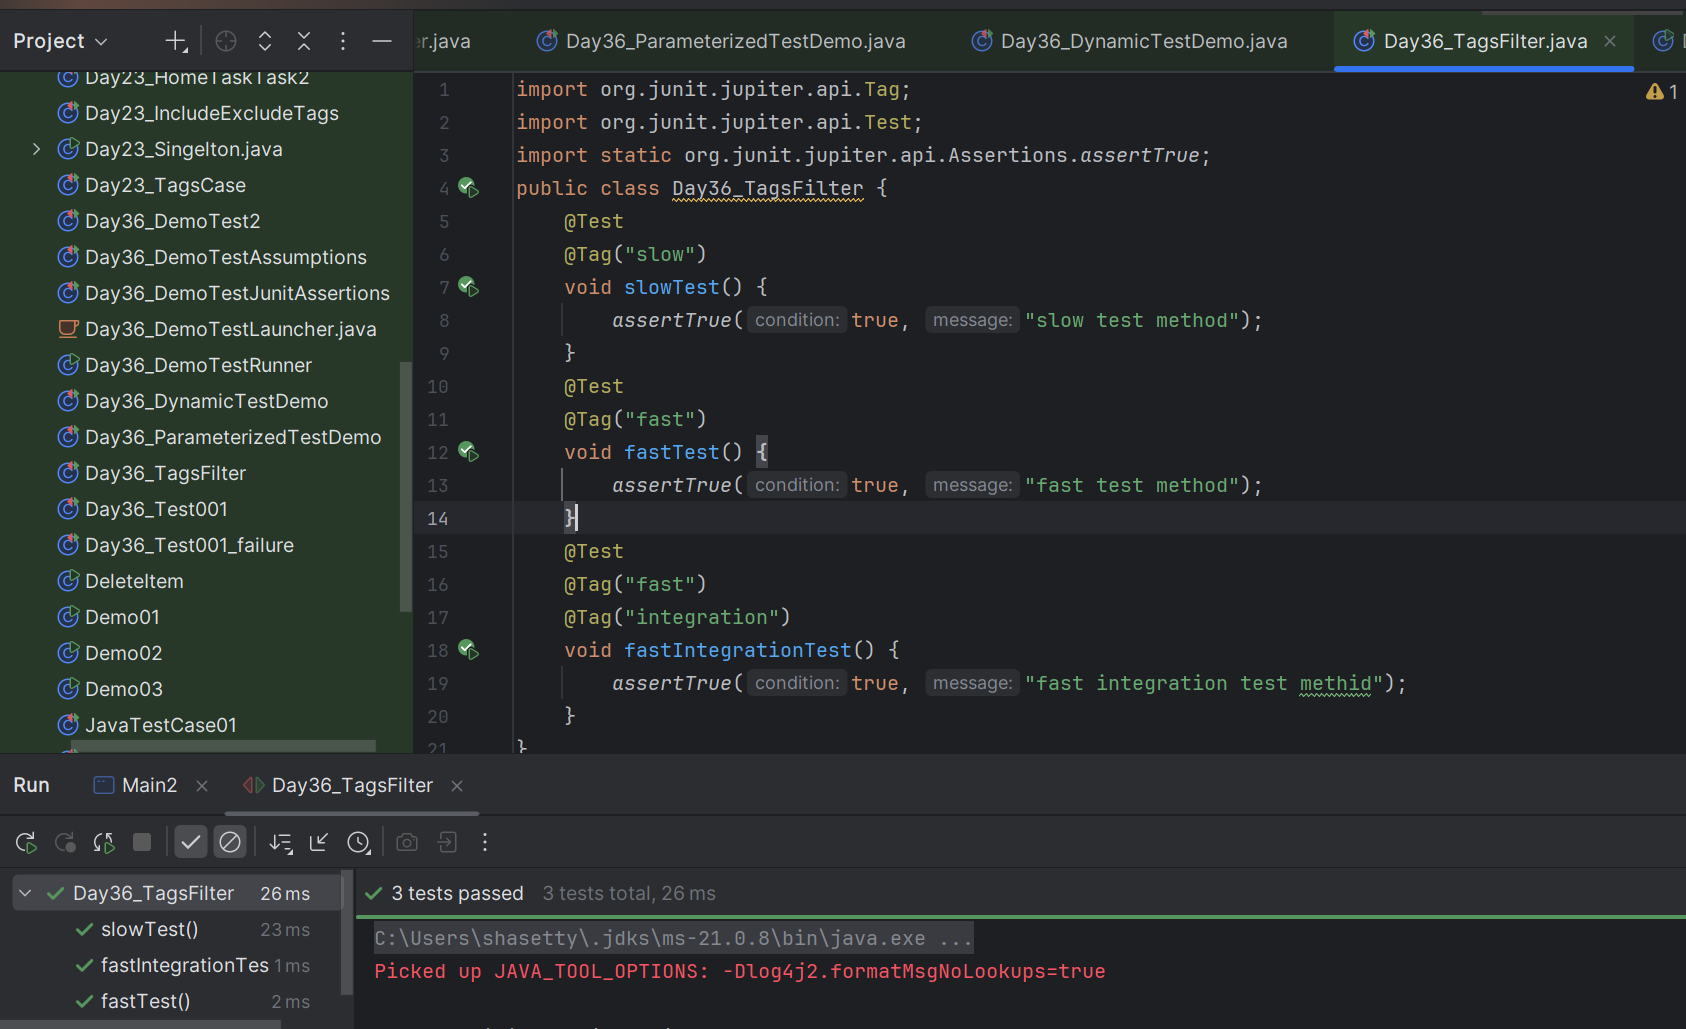 Project
er.java
Day36_ParameterizedTestDemo.java
Day36_DynamicTestDemo.java
Day36_TagsFilter.java
Day23_HomeTaskTask2
Day23_IncludeExcludeTags
Day23_Singelton.java
Day23_TagsCase
Day36_DemoTest2
Day36_DemoTestAssumptions
Day36_DemoTestJunitAssertions
Day36_DemoTestLauncher.java
Day36_DemoTestRunner
Day36_DynamicTestDemo
Day36_ParameterizedTestDemo
Day36_TagsFilter
Day36_Test001
Day36_Test001_failure
DeleteItem
Demo01
Demo02
Demo03
JavaTestCase01
1 import org.junit.jupiter.api.Tag;
2 import org.junit.jupiter.api.Test;
3 import static org.junit.jupiter.api.Assertions.assertTrue;
4 public class Day36_TagsFilter {
5 @Test
6 @Tag("slow")
7 void slowTest() {
8 assertTrue( condition: true, message: "slow test method");
9 }
10 @Test
11 @Tag("fast")
12 void fastTest() {
13 assertTrue( condition: true, message: "fast test method");
14 }
15 @Test
16 @Tag("fast")
17 @Tag("integration")
18 void fastIntegrationTest() {
19 assertTrue( condition: true, message: "fast integration test methid");
20 }
21 }
1
Run
Main2
Day36_TagsFilter
Day36_TagsFilter 26 ms
slowTest() 23 ms
fastIntegrationTes 1 ms
fastTest() 2 ms
3 tests passed 3 tests total, 26 ms
C:\Users\shasetty\.jdks\ms-21.0.8\bin\java.exe ...
Picked up JAVA_TOOL_OPTIONS: -Dlog4j2.formatMsgNoLookups=true